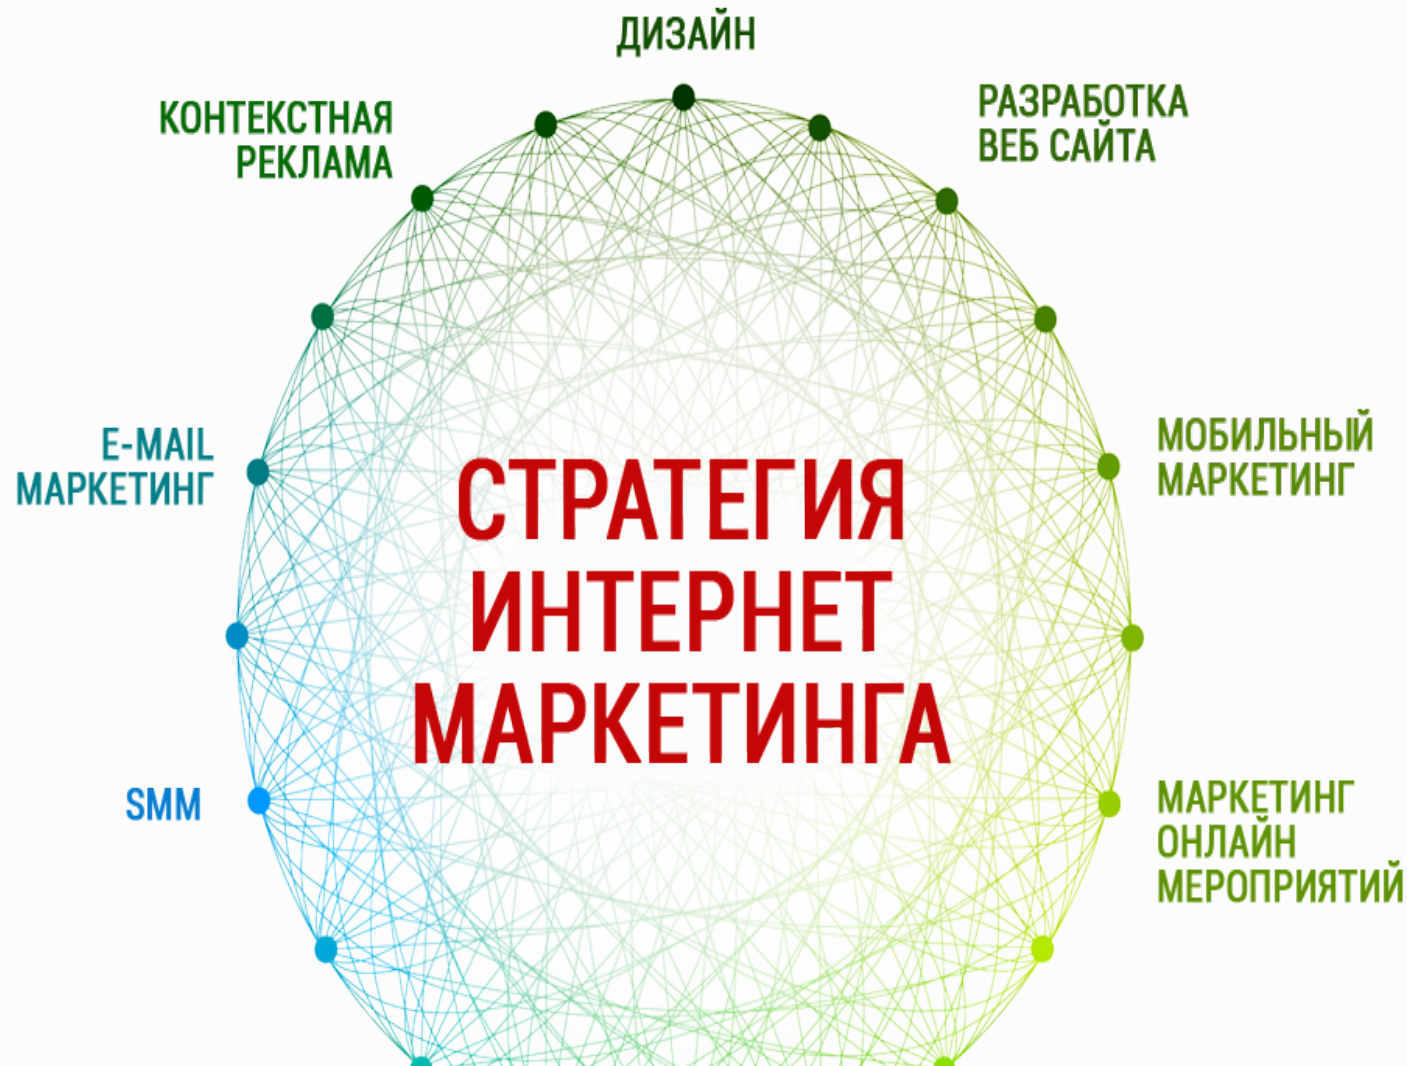 ДИЗАЙН
КОНТЕКСТНАЯ
РЕКЛАМА
РАЗРАБОТКА
ВЕБ САЙТА
E-MAIL
МАРКЕТИНГ
МОБИЛЬНЫЙ
МАРКЕТИНГ
СТРАТЕГИЯ
ИНТЕРНЕТ
МАРКЕТИНГА
SMM
МАРКЕТИНГ
ОНЛАЙН
МЕРОПРИЯТИЙ